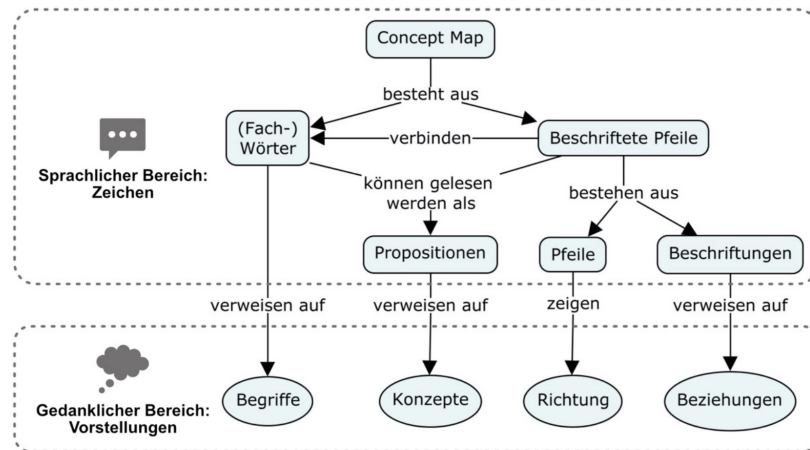 Concept Map
besteht aus
(Fach-)
Wörter
verbinden
Beschriftete Pfeile
Sprachlicher Bereich:
Zeichen
können gelesen
werden als
bestehen aus
Propositionen
Pfeile
Beschriftungen
verweisen auf
verweisen auf
zeigen
verweisen auf
Gedanklicher Bereich:
Vorstellungen
Begriffe
Konzepte
Richtung
Beziehungen